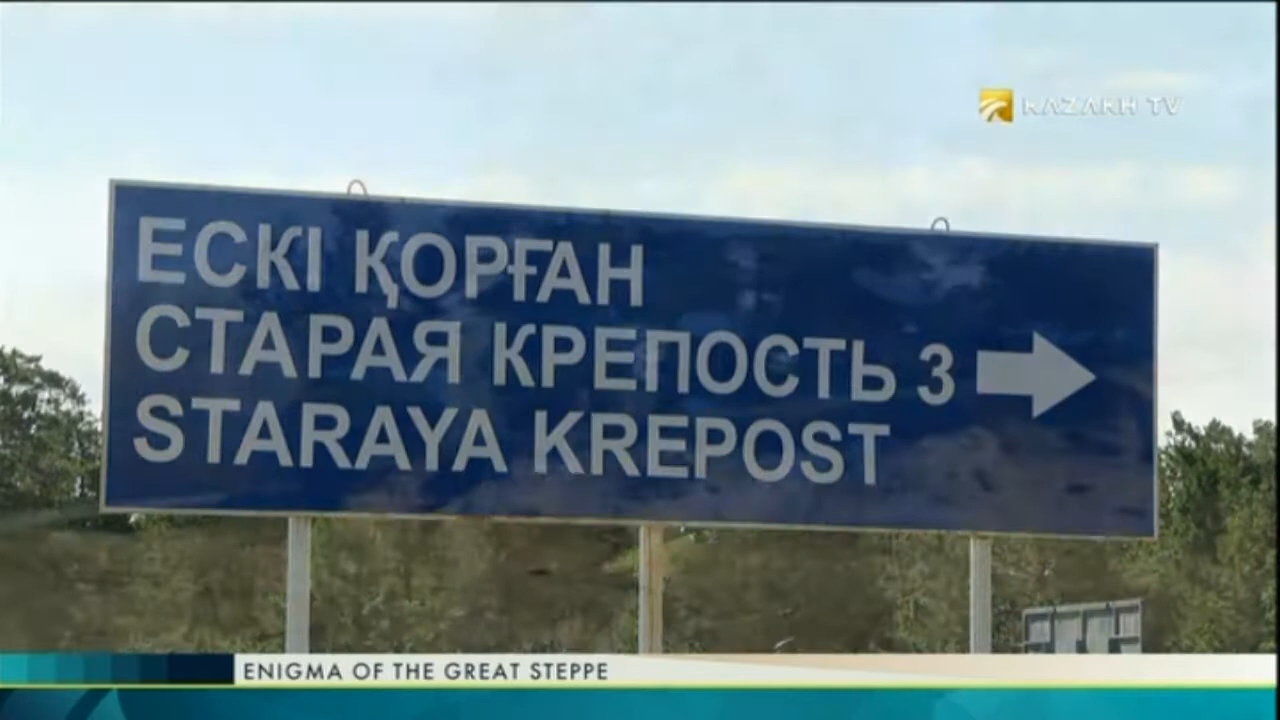 KAZAKH TV
ЕСКІ ҚОРҒАН
СТАРАЯ КРЕПОСТЬ 3
STARAYA KREPOST
ENIGMA OF THE GREAT STEPPE